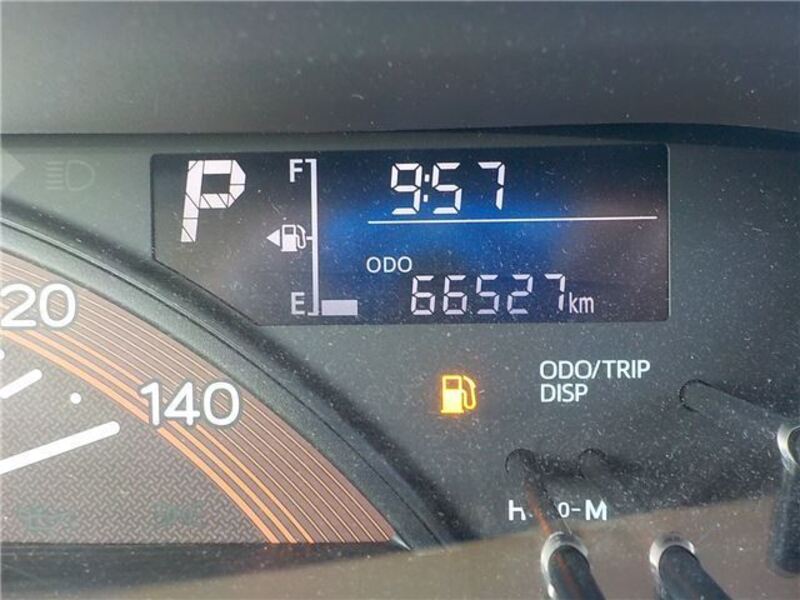 P
F
9:57
ODO
E
66527km
20
140
ODO/TRIP
DISP
M